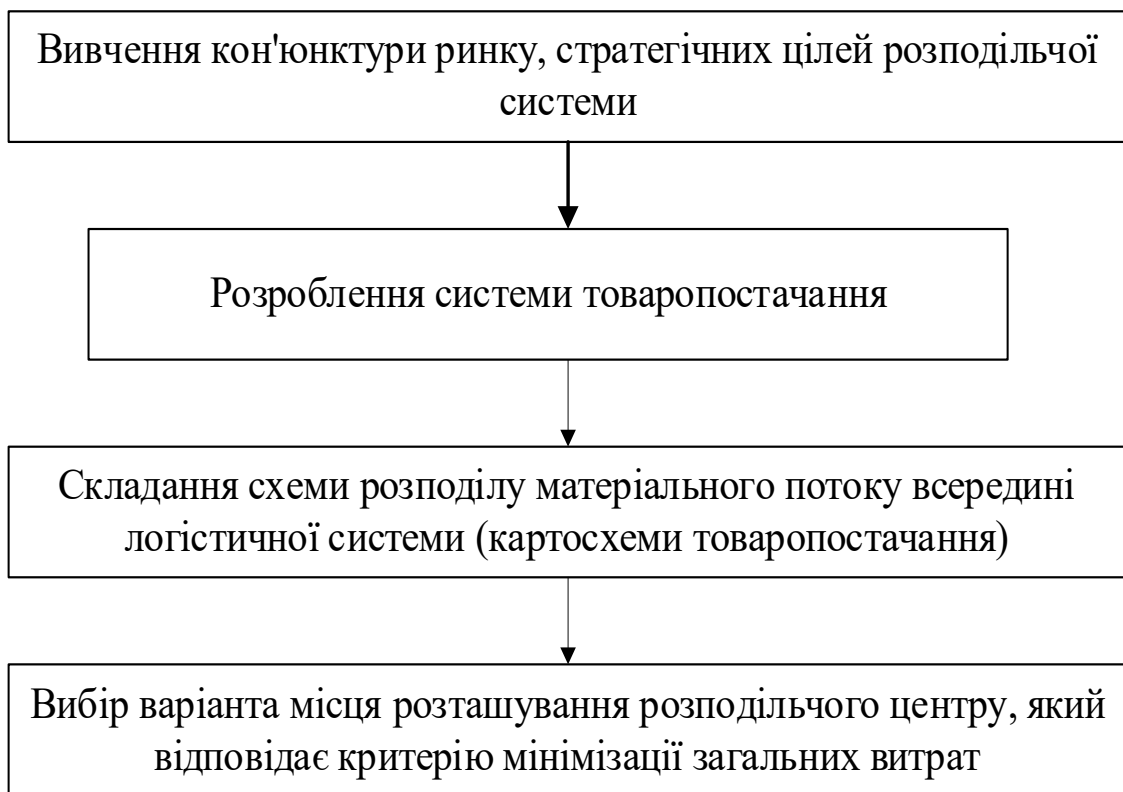 Вивчення кон'юнктури ринку, стратегічних цілей розподільчої
системи
Розроблення системи товаропостачання
Складання схеми розподілу матеріального потоку всередині
логістичної системи (картосхеми товаропостачання)
Вибір варіанта місця розташування розподільчого центру, який
відповідає критерію мінімізації загальних витрат